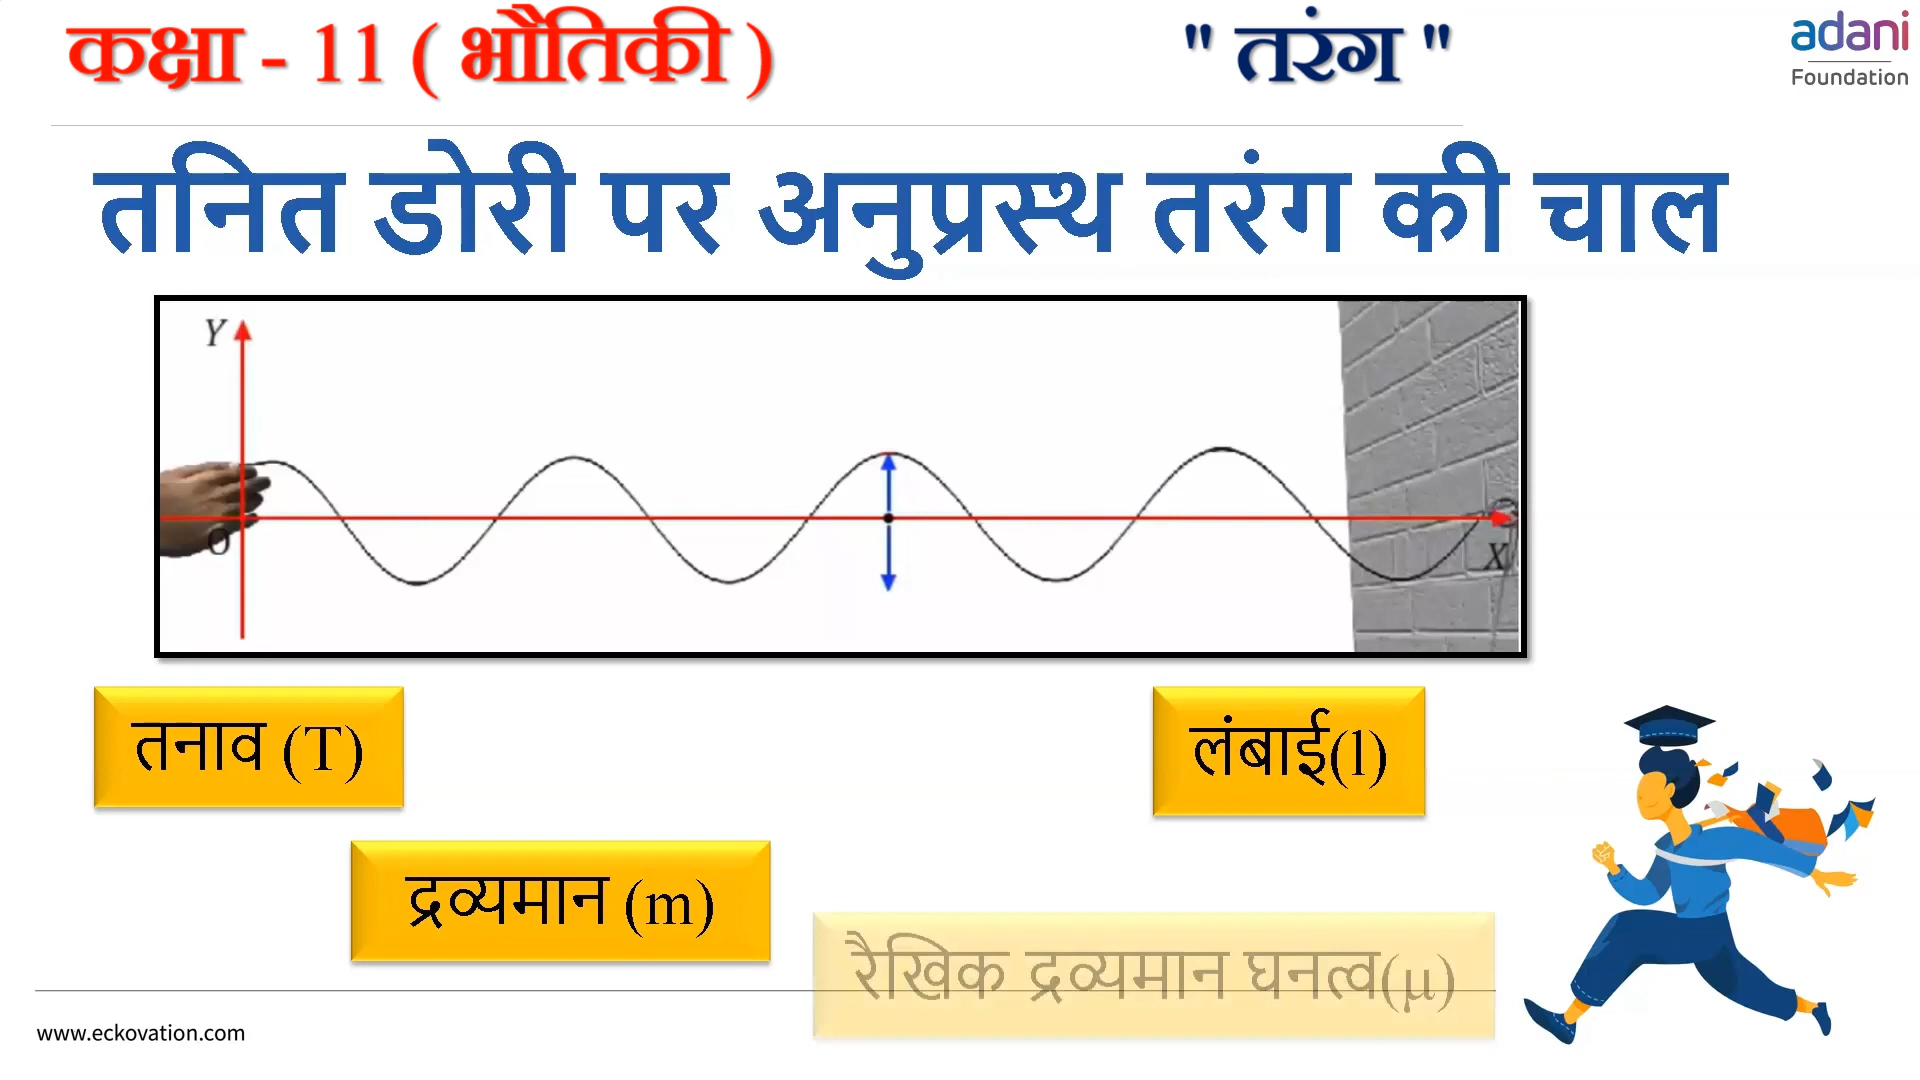 कक्षा - 11 ( भौतिकी )
" तरंग "
adani
Foundation
तनित डोरी पर अनुप्रस्थ तरंग की चाल
Y
O
X
तनाव (T)
लंबाई(l)
द्रव्यमान (m)
रैखिक द्रव्यमान घनत्व(μ)
www.eckovation.com